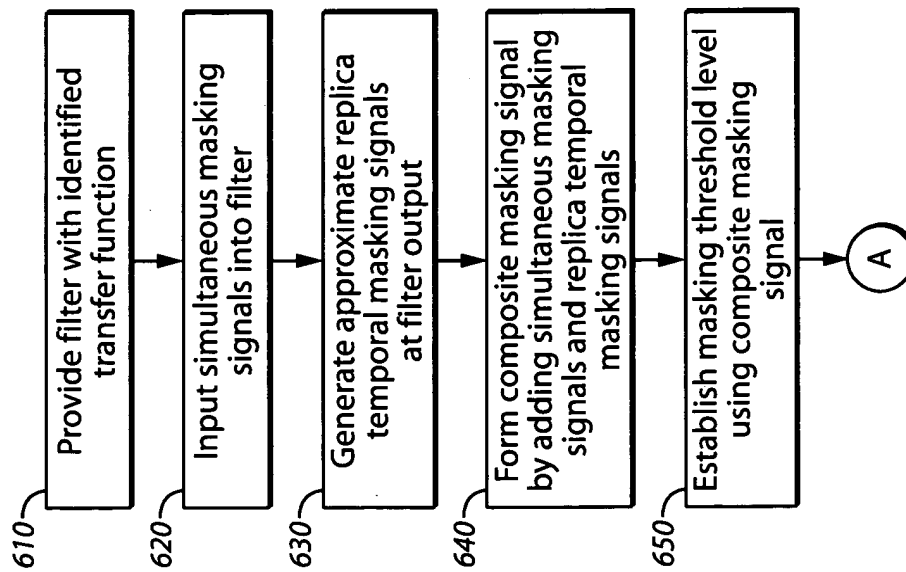 610
Provide filter with identified
transfer function
620
Input simultaneous masking
signals into filter
630
Generate approximate replica
temporal masking signals
at filter output
640
Form composite masking signal
by adding simultaneous masking
signals and replica temporal
masking signals
650
Establish masking threshold level
using composite masking
signal
A